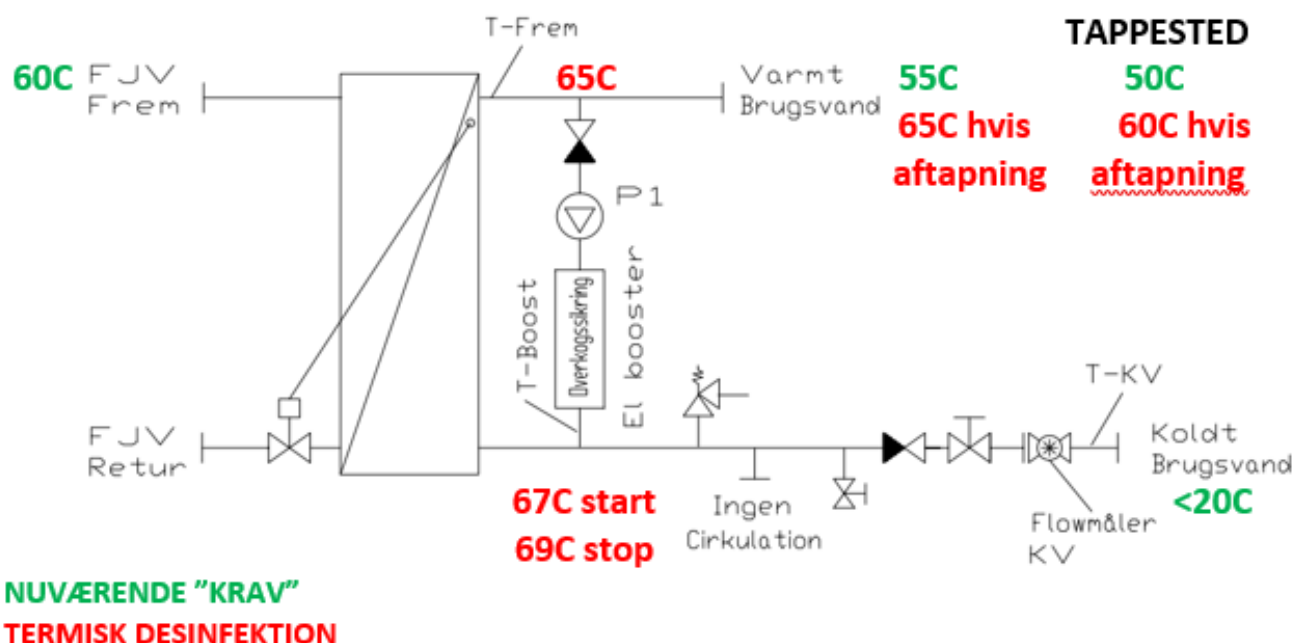 T-Frem
TAPPESTED
60C FJV
Frem
65C
Varmt
Brugsvand
55C
65C hvis
aftapning
50C
60C hvis
aftapning
P1
T-Boost
Overkogssikring
El booster
T-KV
FJV
Retur
Koldt
Brugsvand
<20C
67C start
69C stop
Ingen
Cirkulation
Flowmåler
KV
NUVÆRENDE ”KRAV”
TERMISK DESINFEKTION